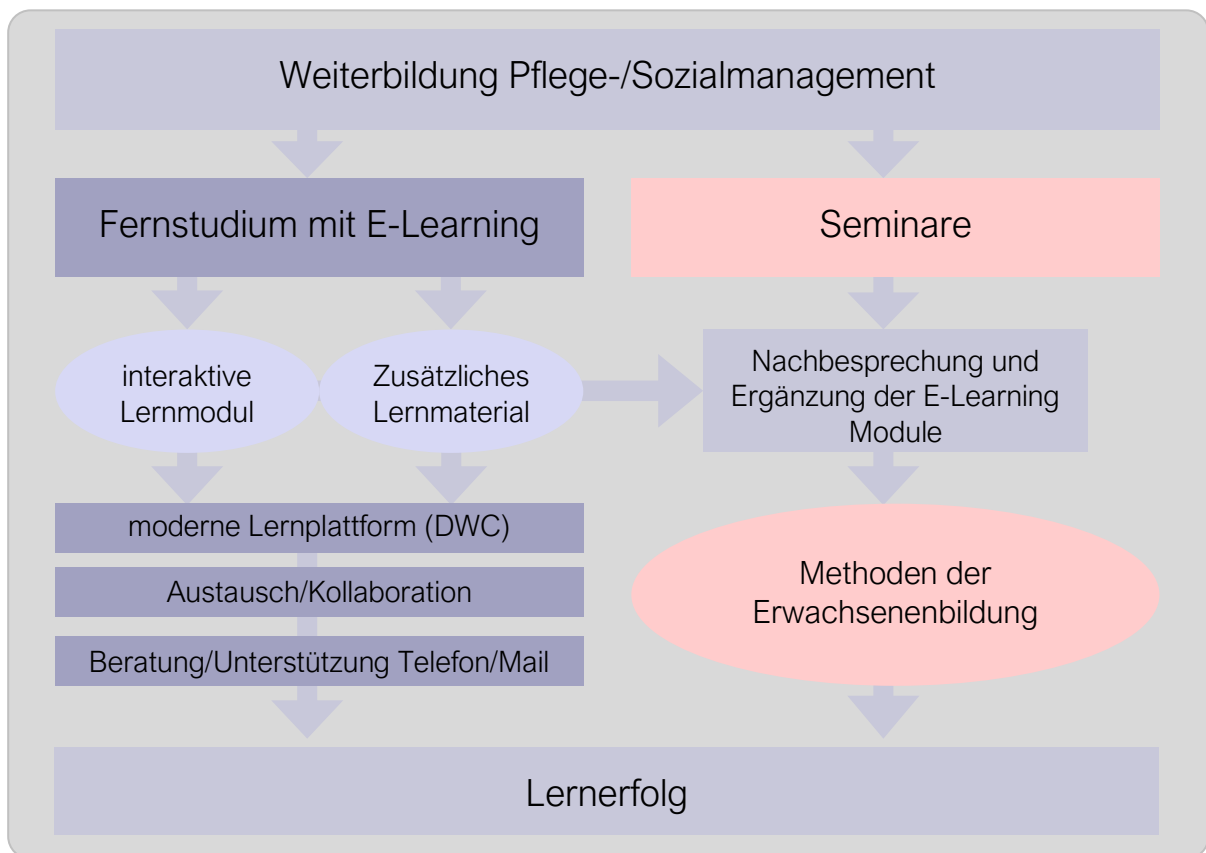 Weiterbildung Pflege-/Sozialmanagement
Fernstudium mit E-Learning
Seminare
interaktive
Lernmodul
Zusätzliches
Lernmaterial
Nachbesprechung und
Ergänzung der E-Learning
Module
moderne Lernplattform (DWC)
Austausch/Kollaboration
Beratung/Unterstützung Telefon/Mail
Methoden der
Erwachsenenbildung
Lernerfolg